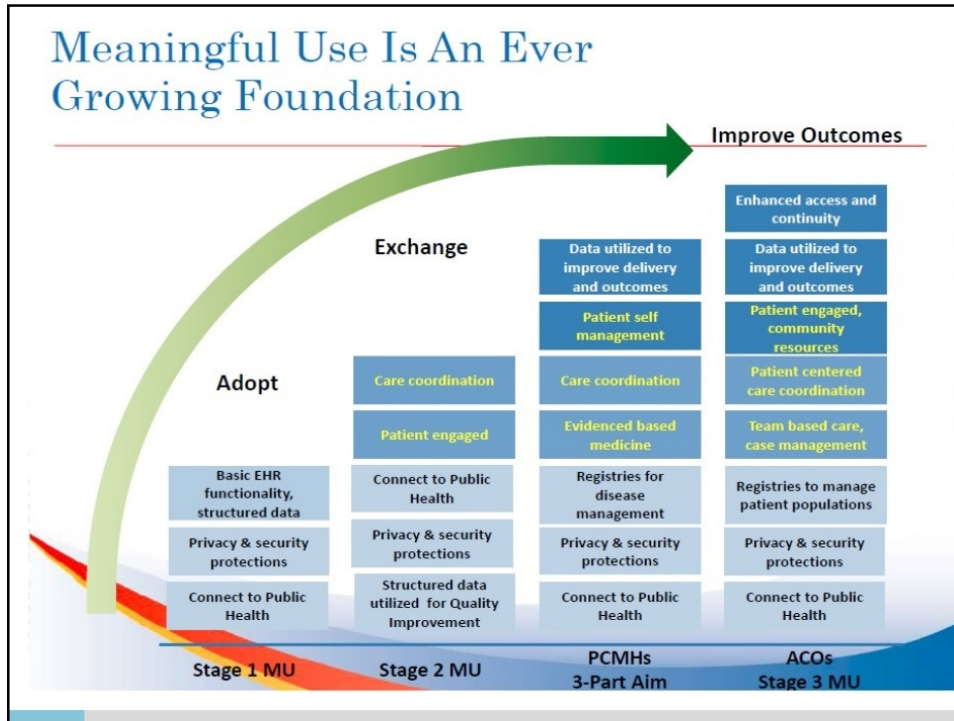 Meaningful Use Is An Ever
Growing Foundation
Improve Outcomes
Exchange
Adopt
Basic EHR
functionality,
structured data
Privacy & security
protections
Connect to Public
Health
Stage 1 MU
Care coordination
Patient engaged
Connect to Public
Health
Privacy & security
protections
Structured data
utilized for Quality
Improvement
Stage 2 MU
Data utilized to
improve delivery
and outcomes
Patient self
management
Care coordination
Evidenced based
medicine
Registries for
disease
management
Privacy & security
protections
Connect to Public
Health
PCMHs
3-Part Aim
Enhanced access and
continuity
Data utilized to
improve delivery
and outcomes
Patient engaged,
community
resources
Patient centered
care coordination
Team based care,
case management
Registries to manage
patient populations
Privacy & security
protections
Connect to Public
Health
ACOs
Stage 3 MU